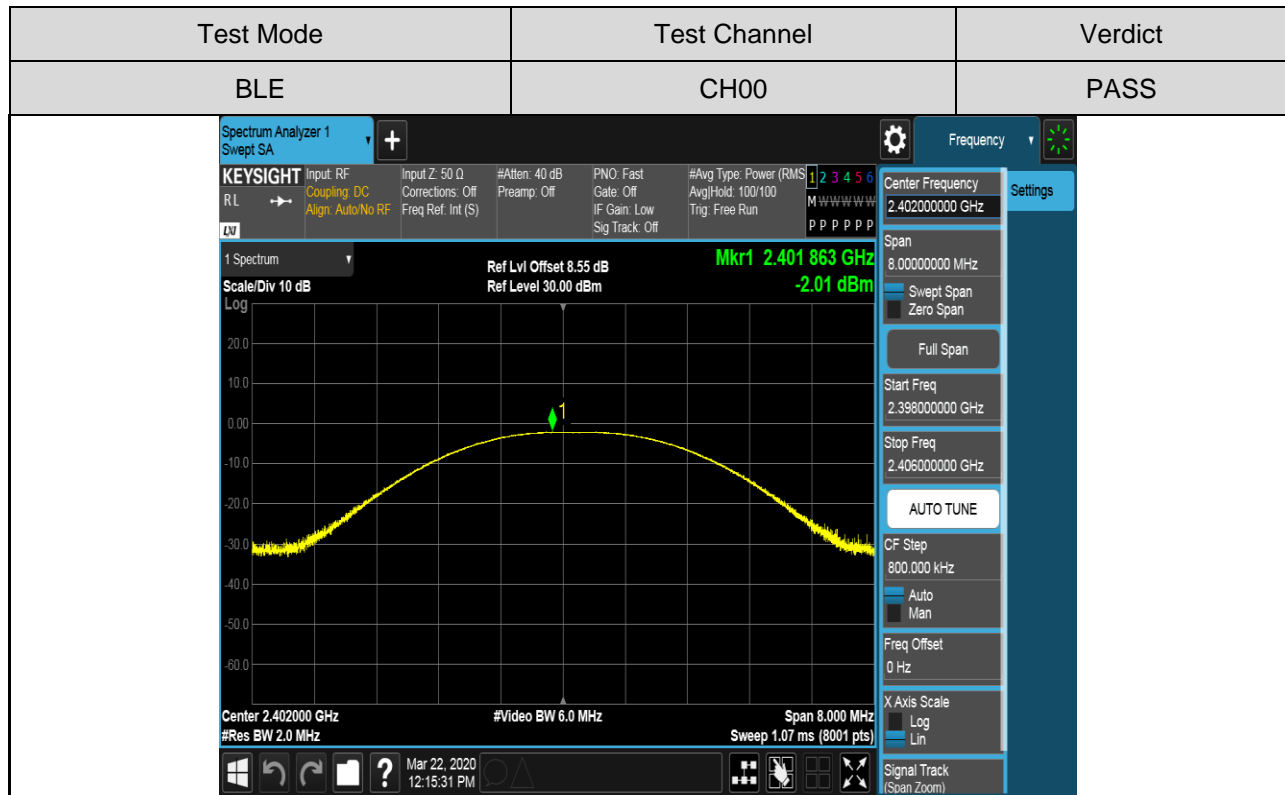 Test Mode Test Channel Verdict
BLE CH00 PASS
Spectrum Analyzer 1
Swept SA
+
Frequency
KEYSIGHT
RL
LXI
Input: RF
Coupling: DC
Align: Auto/No RF
Input Z: 50 Ω
Corrections: Off
Freq Ref: Int (S)
#Atten: 40 dB
Preamp: Off
PNO: Fast
Gate: Off
IF Gain: Low
Sig Track: Off
#Avg Type: Power (RMS
Avg|Hold: 100/100
Trig: Free Run
1 2 3 4 5 6
M W W W W W
P P P P P P
1 Spectrum
Scale/Div 10 dB
Log
Ref Lvl Offset 8.55 dB
Ref Level 30.00 dBm
Mkr1 2.401 863 GHz
-2.01 dBm
20.0
10.0
0.00
-10.0
-20.0
-30.0
-40.0
-50.0
-60.0
1
Center 2.402000 GHz
#Res BW 2.0 MHz
#Video BW 6.0 MHz
Span 8.000 MHz
Sweep 1.07 ms (8001 pts)
?
Mar 22, 2020
12:15:31 PM
Center Frequency
2.402000000 GHz
Settings
Span
8.00000000 MHz
Swept Span
Zero Span
Full Span
Start Freq
2.398000000 GHz
Stop Freq
2.406000000 GHz
AUTO TUNE
CF Step
800.000 kHz
Auto
Man
Freq Offset
0 Hz
X Axis Scale
Log
Lin
Signal Track
(Span Zoom)